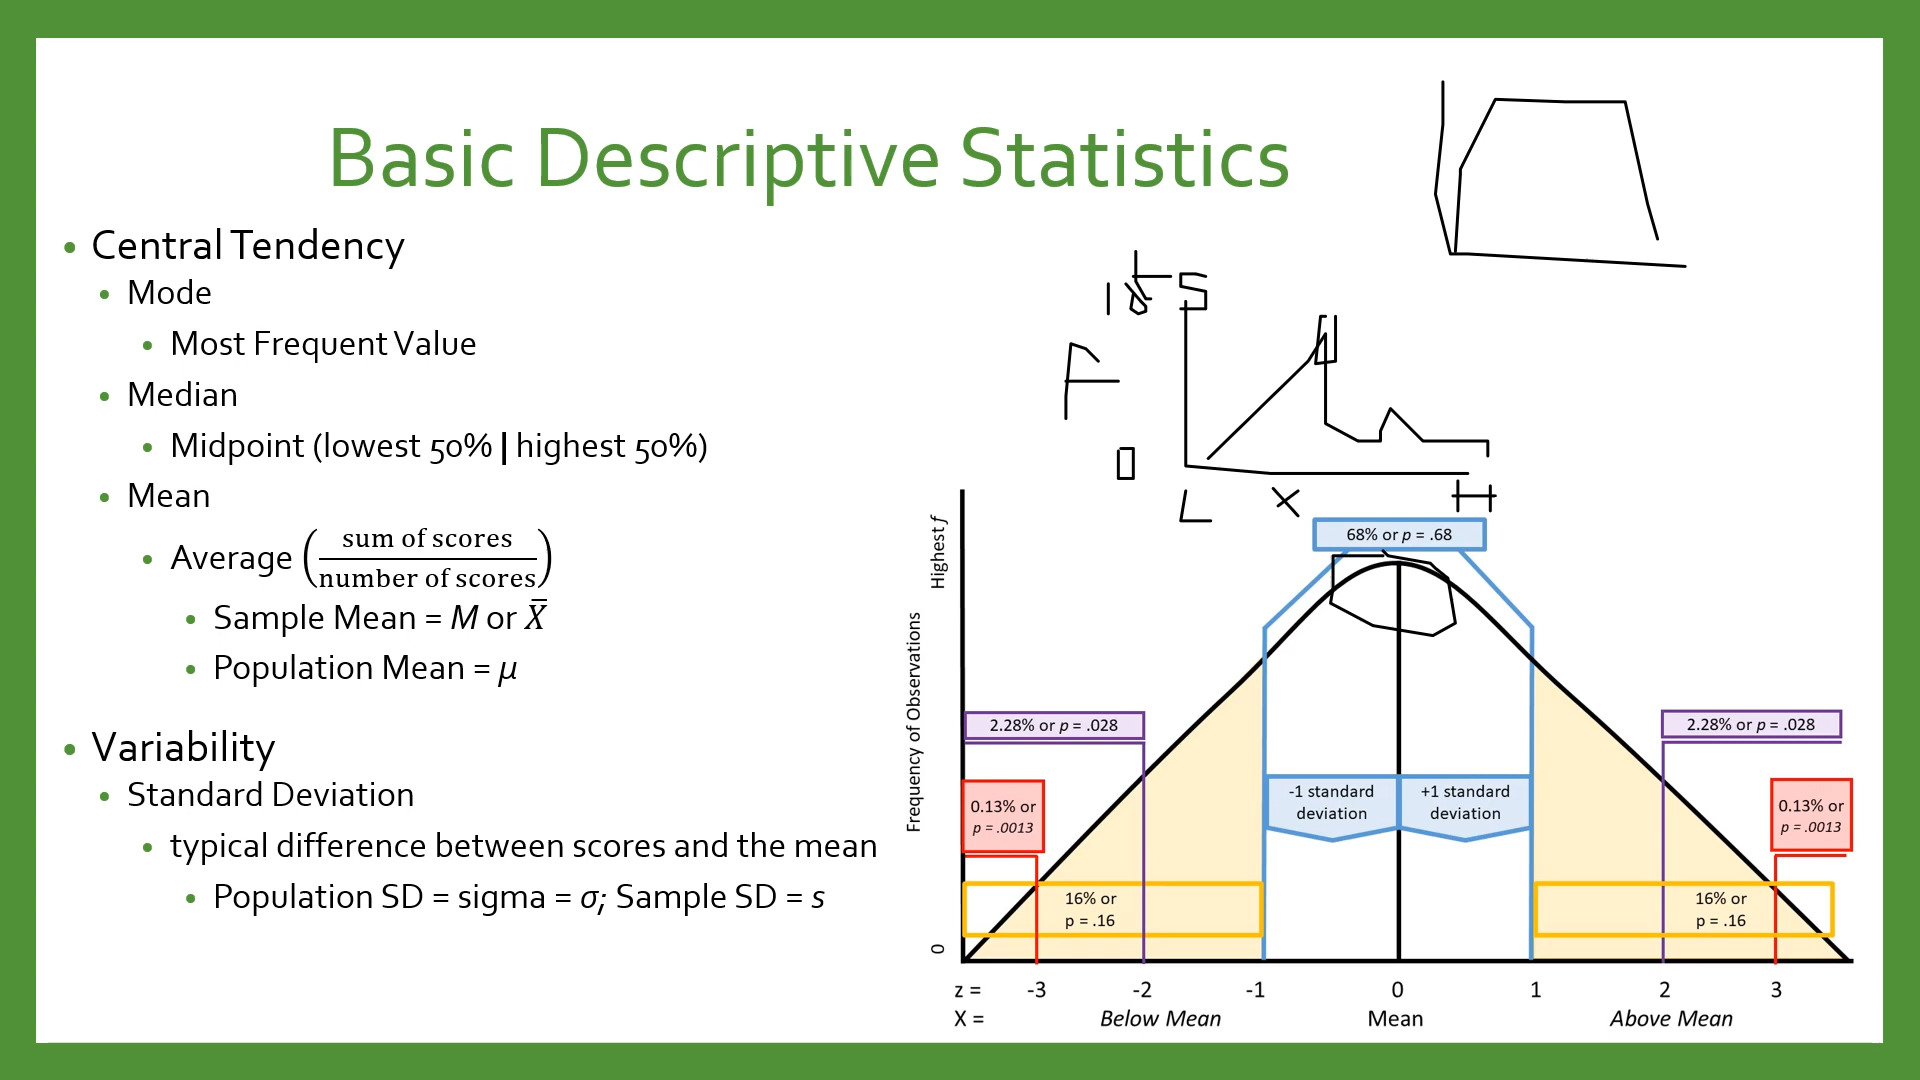 Basic Descriptive Statistics
• Central Tendency
• Mode
• Most Frequent Value
• Median
• Midpoint (lowest 50% | highest 50%)
• Mean
• Average (sum of scores / number of scores)
• Sample Mean = M or X̄
• Population Mean = μ
• Variability
• Standard Deviation
• typical difference between scores and the mean
• Population SD = sigma = σ; Sample SD = s
F
0
L X H
Highest f
Frequency of Observations
0
68% or p = .68
2.28% or p = .028
2.28% or p = .028
0.13% or
p = .0013
-1 standard
deviation
+1 standard
deviation
0.13% or
p = .0013
16% or
p = .16
16% or
p = .16
z = -3 -2 -1 0 1 2 3
X = Below Mean Mean Above Mean